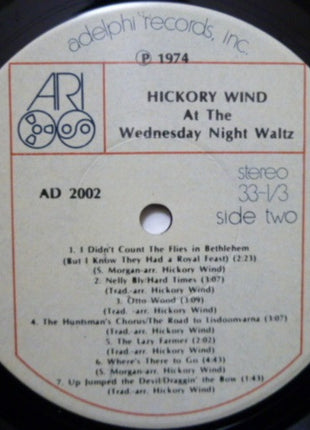 adelphi records, inc.
℗ 1974
ARI
HICKORY WIND
At The
Wednesday Night Waltz
stereo
AD 2002
33-1/3
side two
1. I Didn't Count The Flies in Bethlehem
(But I Know They Had a Royal Feast) (2:23)
(S. Morgan-arr. Hickory Wind)
2. Nelly Bly/Hard Times (3:07)
(Trad.-arr. Hickory Wind)
3. Otto Wood (3:09)
(Trad.-arr. Hickory Wind)
4. The Huntsman's Chorus/The Road to Lisdoonvarna (3:07)
(Trad.-arr. Hickory Wind)
5. The Lazy Farmer (2:02)
(Trad.-arr. Hickory Wind)
6. Where's There to Go (4:43)
(S. Morgan-arr. Hickory Wind)
7. Up Jumped the Devil/Draggin' the Bow (1:43)
(Trad.-arr. Hickory Wind)